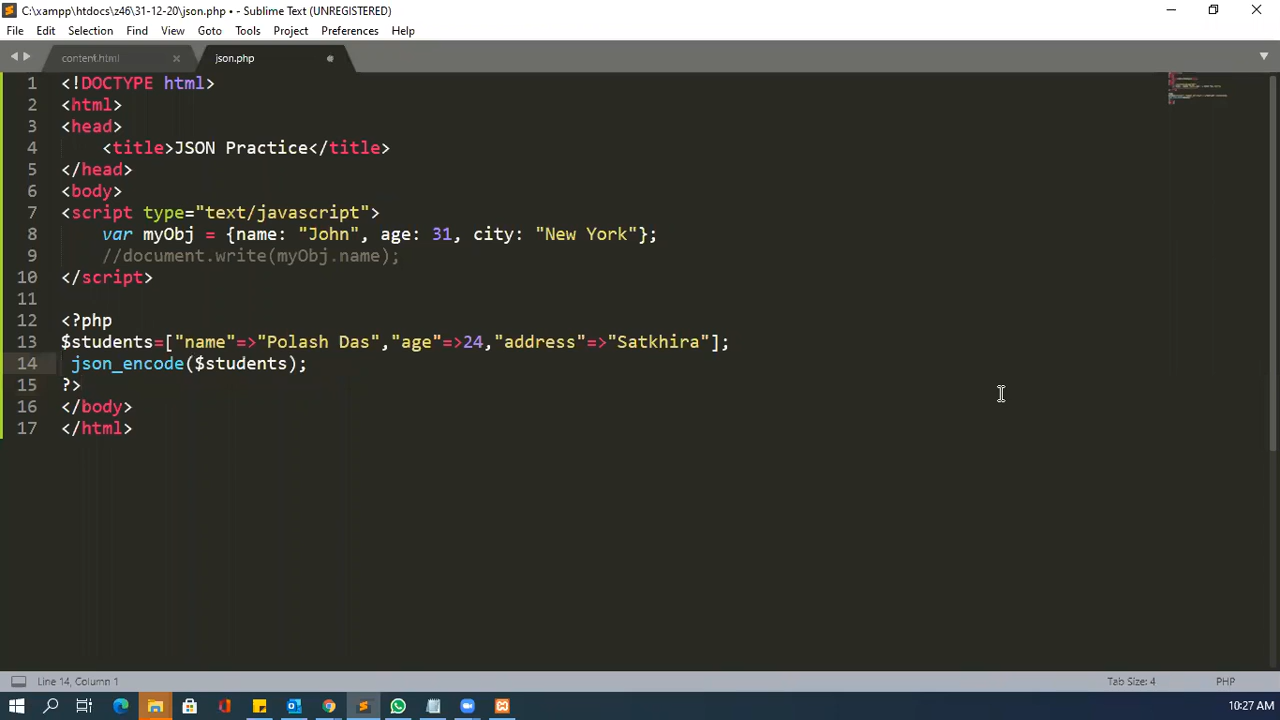 C:\xampp\htdocs\z46\31-12-20\json.php • - Sublime Text (UNREGISTERED)
File Edit Selection Find View Goto Tools Project Preferences Help
content.html json.php
1 <!DOCTYPE html>
2 <html>
3 <head>
4 <title>JSON Practice</title>
5 </head>
6 <body>
7 <script type="text/javascript">
8 var myObj = {name: "John", age: 31, city: "New York"};
9 //document.write(myObj.name);
10 </script>
11
12 <?php
13 $students=["name"=>"Polash Das","age"=>24,"address"=>"Satkhira"];
14 json_encode($students);
15 ?>
16 </body>
17 </html>
Line 14, Column 1 Tab Size: 4 PHP
10:27 AM